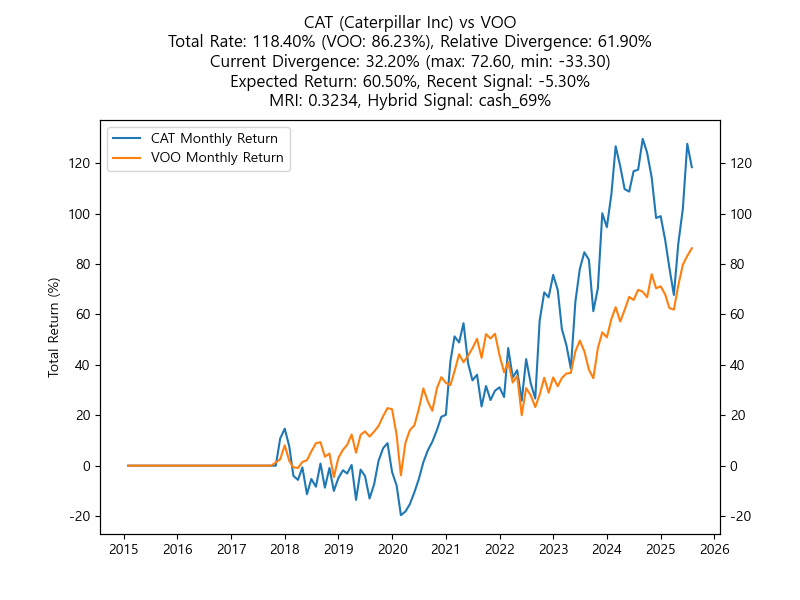 CAT (Caterpillar Inc) vs VOO
Total Rate: 118.40% (VOO: 86.23%), Relative Divergence: 61.90%
Current Divergence: 32.20% (max: 72.60, min: -33.30)
Expected Return: 60.50%, Recent Signal: -5.30%
MRI: 0.3234, Hybrid Signal: cash_69%
CAT Monthly Return
VOO Monthly Return
Total Return (%)
120
100
80
60
40
20
0
-20
120
100
80
60
40
20
0
-20
2015 2016 2017 2018 2019 2020 2021 2022 2023 2024 2025 2026